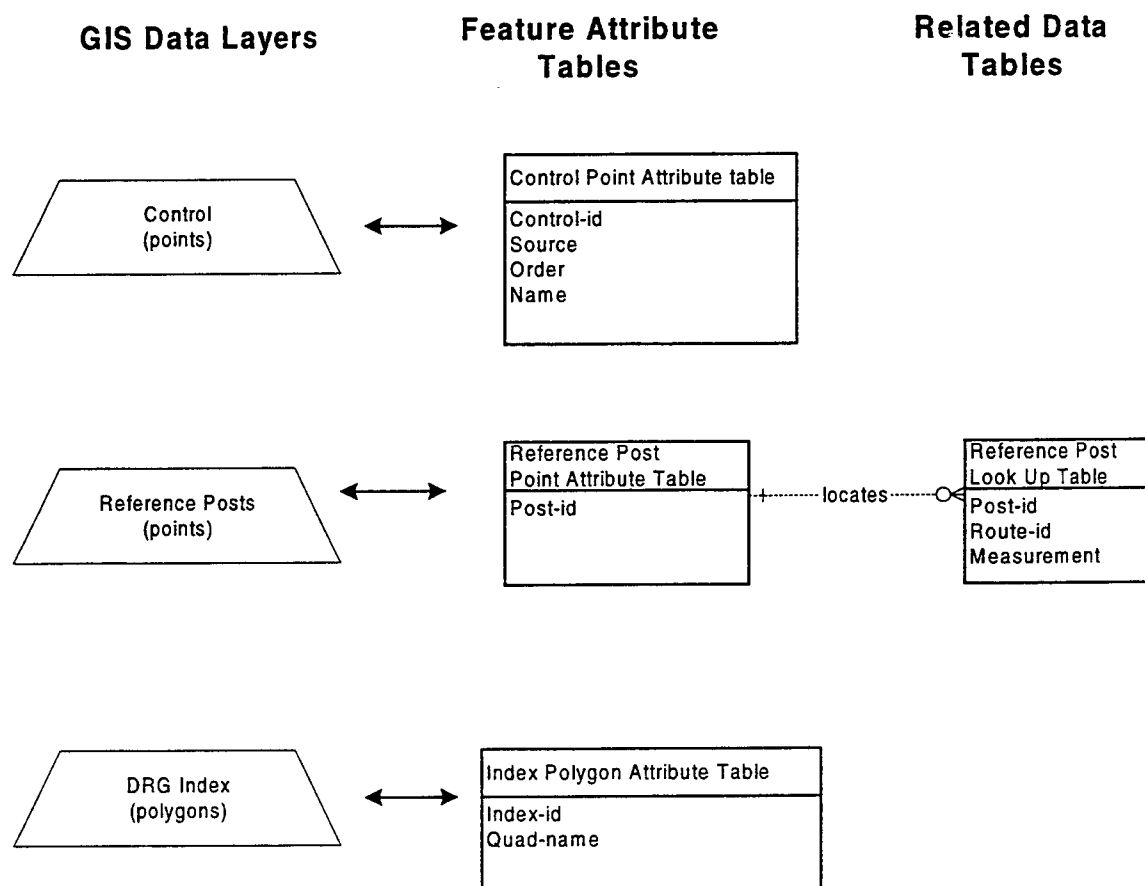 GIS Data Layers
Feature Attribute
Tables
Related Data
Tables
Control
(points)
Control Point Attribute table
Control-id
Source
Order
Name
Reference Posts
(points)
Reference Post
Point Attribute Table
Post-id
locates
Reference Post
Look Up Table
Post-id
Route-id
Measurement
DRG Index
(polygons)
Index Polygon Attribute Table
Index-id
Quad-name